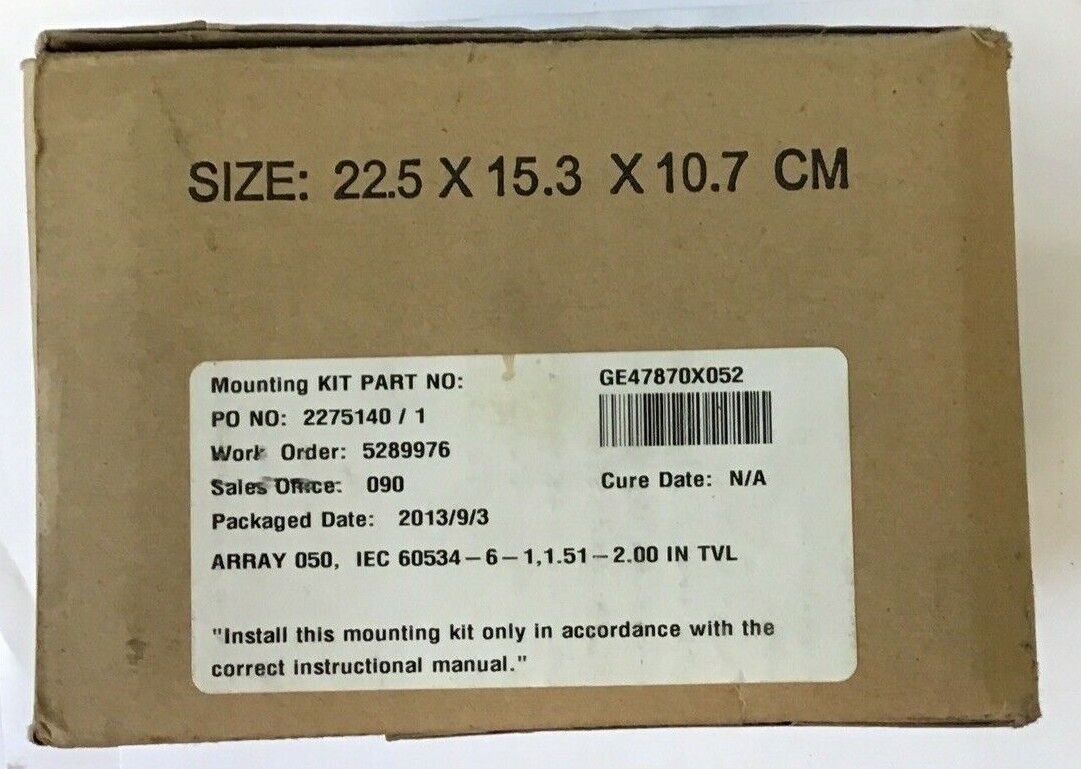 SIZE: 22.5 X 15.3 X 10.7 CM
Mounting KIT PART NO: GE47870X052
PO NO: 2275140 / 1
Work Order: 5289976
Sales Office: 090 Cure Date: N/A
Packaged Date: 2013/9/3
ARRAY 050, IEC 60534-6-1,1.51-2.00 IN TVL
"Install this mounting kit only in accordance with the
correct instructional manual."